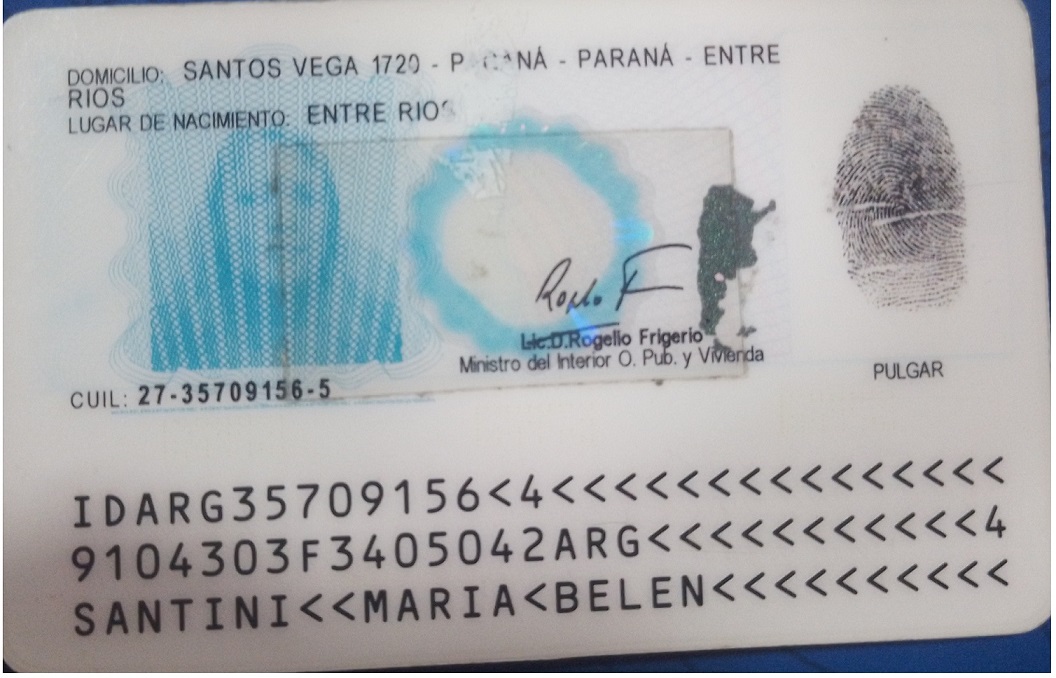 DOMICILIO: SANTOS VEGA 1720 - - PARANÁ - ENTRE
RIOS
LUGAR DE NACIMIENTO: ENTRE RIOS
Lic.D.Rogelio Frigerio
Ministro del Interior O. Pub. y Vivienda
PULGAR
CUIL: 27-35709156-5
IDARG35709156<4<<<<<<<<<<<<<<<
9104303F3405042ARG<<<<<<<<<<<4
SANTINI<<MARIA<BELEN<<<<<<<<<<